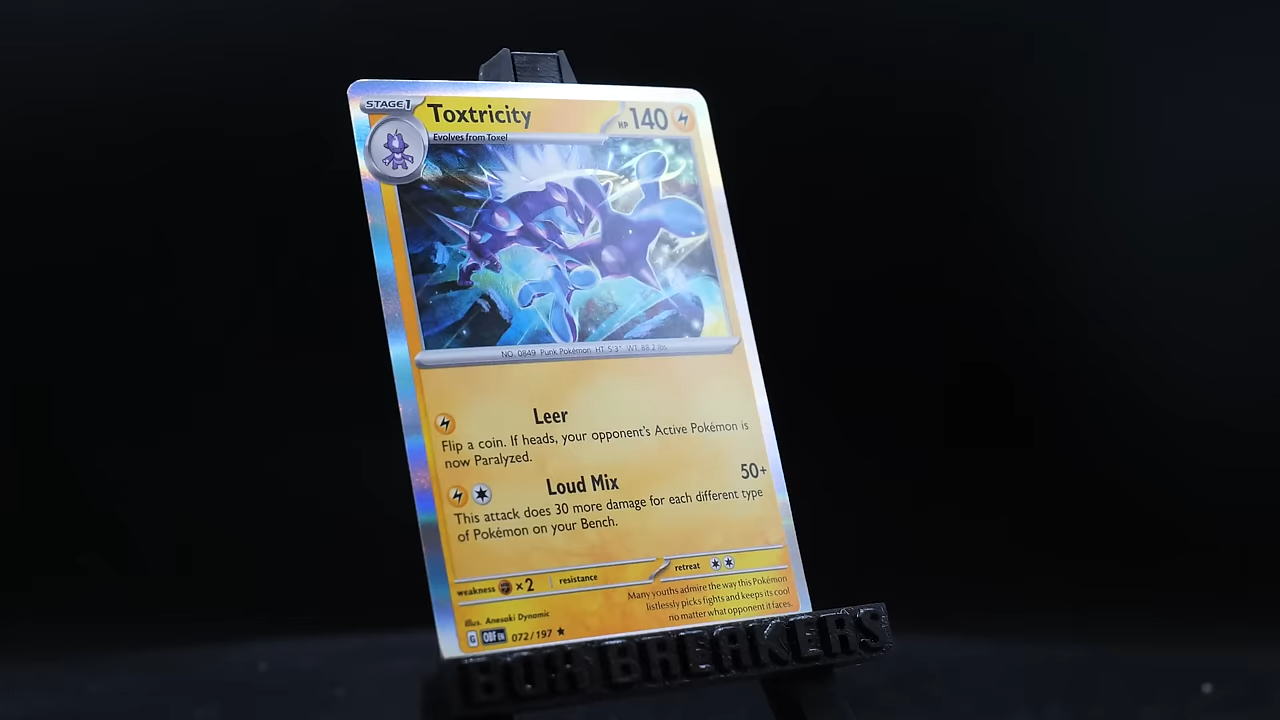 STAGE1 Toxtricity HP 140
Evolves from Toxel
NO. 0849 Punk Pokémon HT 5'3" WT. 88.2 lbs
Leer
Flip a coin. If heads, your opponent's Active Pokémon is
now Paralyzed.
Loud Mix 50+
This attack does 30 more damage for each different type
of Pokémon on your Bench.
weakness ×2 resistance retreat
Many youths admire the way this Pokémon
listlessly picks fights and keeps its cool
no matter what opponent it faces.
Illus. Anesaki Dynamic
G OBF EN 072/197
BOX BREAKERS